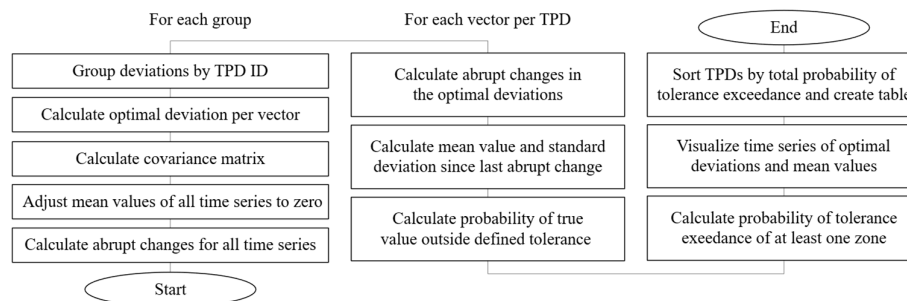 For each group
Group deviations by TPD ID
Calculate optimal deviation per vector
Calculate covariance matrix
Adjust mean values of all time series to zero
Calculate abrupt changes for all time series
Start
For each vector per TPD
Calculate abrupt changes in
the optimal deviations
Calculate mean value and standard
deviation since last abrupt change
Calculate probability of true
value outside defined tolerance
End
Sort TPDs by total probability of
tolerance exceedance and create table
Visualize time series of optimal
deviations and mean values
Calculate probability of tolerance
exeedance of at least one zone